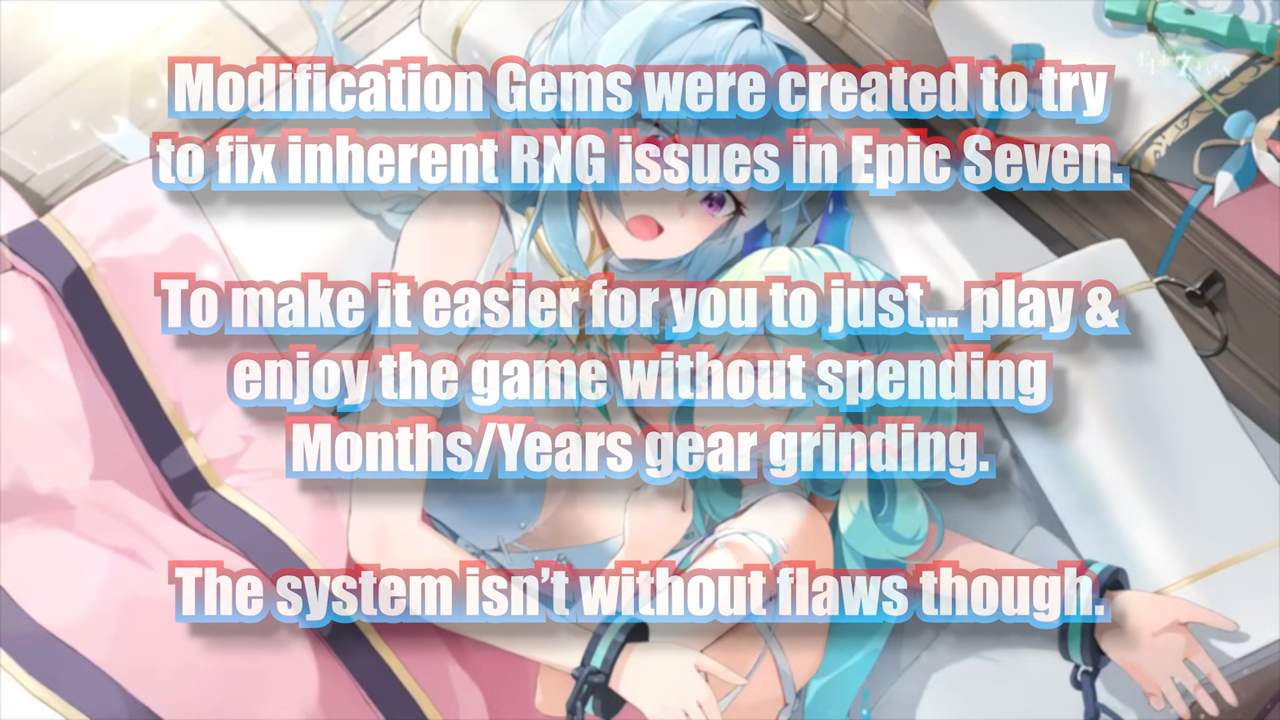 Modification Gems were created to try
to fix inherent RNG issues in Epic Seven.
To make it easier for you to just... play &
enjoy the game without spending
Months/Years gear grinding.
The system isn't without flaws though.